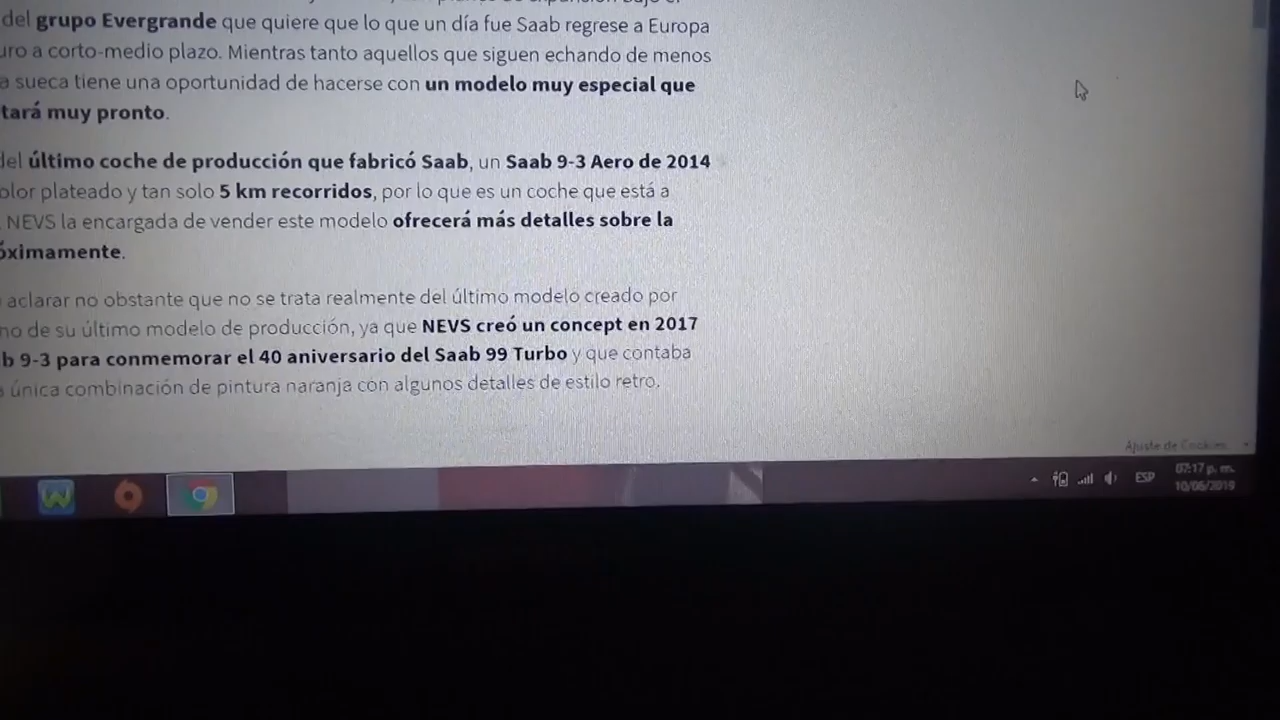 del grupo Evergrande que quiere que lo que un día fue Saab regrese a Europa
uro a corto-medio plazo. Mientras tanto aquellos que siguen echando de menos
a sueca tiene una oportunidad de hacerse con un modelo muy especial que
tará muy pronto.
del último coche de producción que fabricó Saab, un Saab 9-3 Aero de 2014
olor plateado y tan solo 5 km recorridos, por lo que es un coche que está a
. NEVS la encargada de vender este modelo ofrecerá más detalles sobre la
óximamente.
aclarar no obstante que no se trata realmente del último modelo creado por
no de su último modelo de producción, ya que NEVS creó un concept en 2017
b 9-3 para conmemorar el 40 aniversario del Saab 99 Turbo y que contaba
a única combinación de pintura naranja con algunos detalles de estilo retro.
Ajuste de Cookies
ESP
07:17 p. m.
10/06/2019